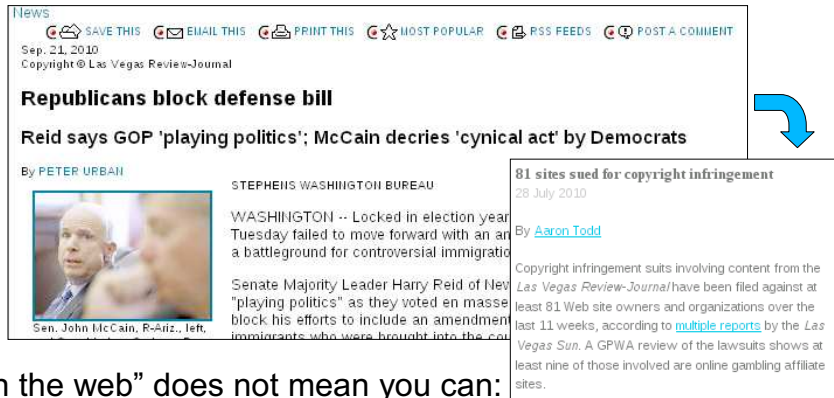 News
SAVE THIS EMAIL THIS PRINT THIS MOST POPULAR RSS FEEDS POST A COMMENT
Sep. 21, 2010
Copyright © Las Vegas Review-Journal
Republicans block defense bill
Reid says GOP 'playing politics'; McCain decries 'cynical act' by Democrats
By PETER URBAN
STEPHENS WASHINGTON BUREAU
WASHINGTON -- Locked in election year
Tuesday failed to move forward with an an
a battleground for controversial immigratio
Senate Majority Leader Harry Reid of Nev
"playing politics" as they voted en masse
block his efforts to include an amendment
immigrants who were brought into the cou
Sen. John McCain, R-Ariz., left,
81 sites sued for copyright infringement
28 July 2010
By Aaron Todd
Copyright infringement suits involving content from the
Las Vegas Review-Journal have been filed against at
least 81 Web site owners and organizations over the
last 11 weeks, according to multiple reports by the Las
Vegas Sun. A GPWA review of the lawsuits shows at
least nine of those involved are online gambling affiliate
sites.
the web” does not mean you can: